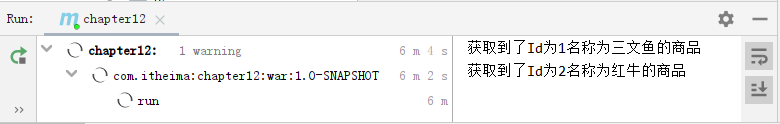 Run: chapter12
chapter12: 1 warning 6 m 4 s
com.itheima:chapter12:war:1.0-SNAPSHOT 6 m 2 s
run 6 m
获取到了Id为1名称为三文鱼的商品
获取到了Id为2名称为红牛的商品